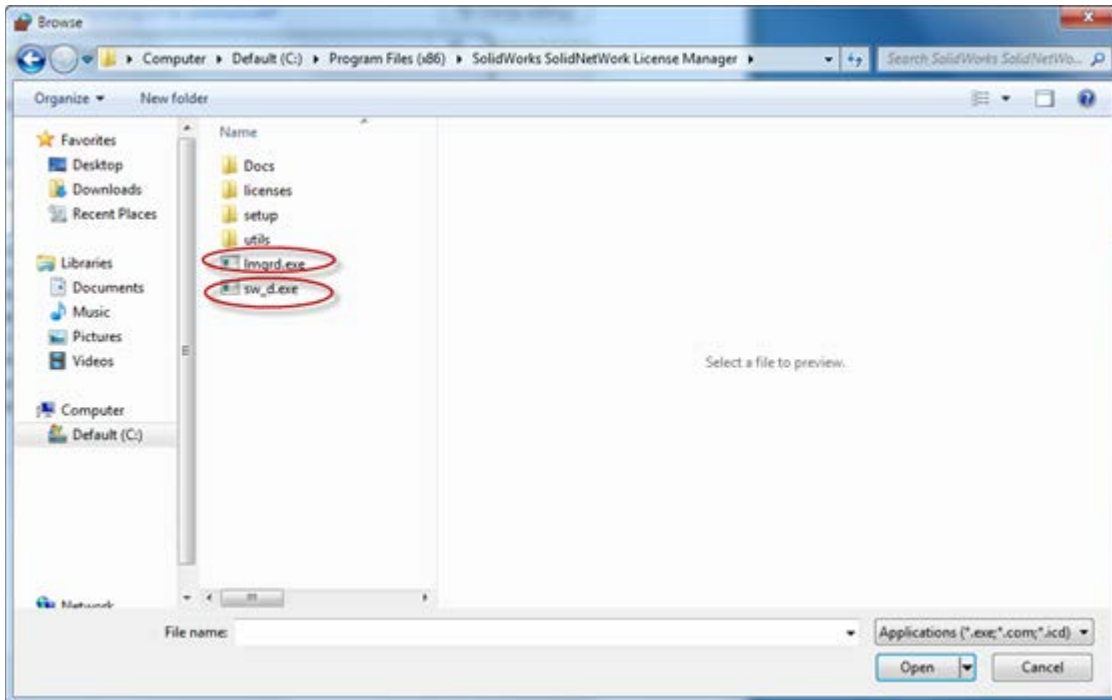 Browse
Computer ▸ Default (C:) ▸ Program Files (x86) ▸ SolidWorks SolidNetWork License Manager ▸
Search SolidWorks SolidNetWo...
Organize
New folder
Favorites
Desktop
Downloads
Recent Places
Libraries
Documents
Music
Pictures
Videos
Computer
Default (C:)
Network
Name
Docs
licenses
setup
utils
lmgrd.exe
sw_d.exe
Select a file to preview.
File name:
Applications (*.exe;*.com;*.icd)
Open
Cancel